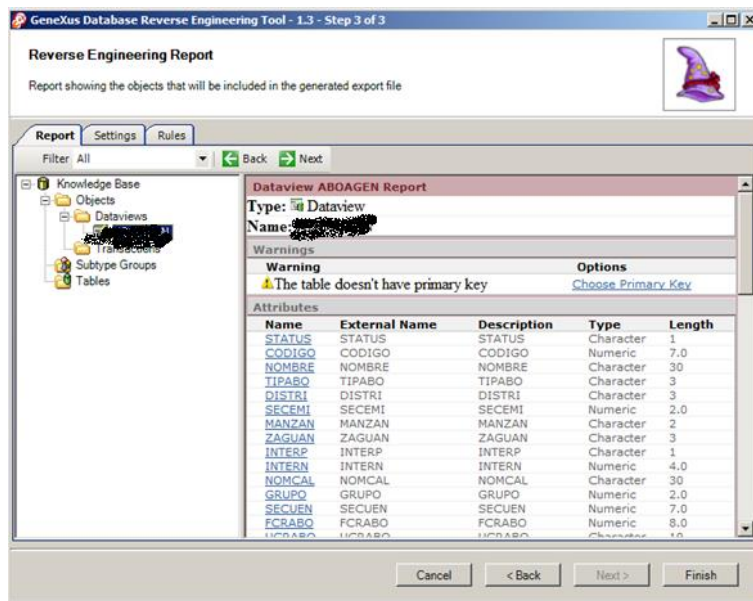 GeneXus Database Reverse Engineering Tool - 1.3 - Step 3 of 3
Reverse Engineering Report
Report showing the objects that will be included in the generated export file
Report Settings Rules
Filter All Back Next
Knowledge Base
Objects
Dataviews
Transactions
Subtype Groups
Tables
Dataview ABOAGEN Report
Type: Dataview
Name:
Warnings
Warning Options
The table doesn't have primary key Choose Primary Key
Attributes
Name External Name Description Type Length
STATUS STATUS STATUS Character 1
CODIGO CODIGO CODIGO Numeric 7.0
NOMBRE NOMBRE NOMBRE Character 30
TIPABO TIPABO TIPABO Character 3
DISTRI DISTRI DISTRI Character 3
SECEMI SECEMI SECEMI Numeric 2.0
MANZAN MANZAN MANZAN Character 2
ZAGUAN ZAGUAN ZAGUAN Character 3
INTERP INTERP INTERP Character 1
INTERN INTERN INTERN Numeric 4.0
NOMCAL NOMCAL NOMCAL Character 30
GRUPO GRUPO GRUPO Numeric 2.0
SECUEN SECUEN SECUEN Numeric 7.0
FCRABO FCRABO FCRABO Numeric 8.0
UCRABO UCRABO UCRABO Character 10
Cancel < Back Next > Finish